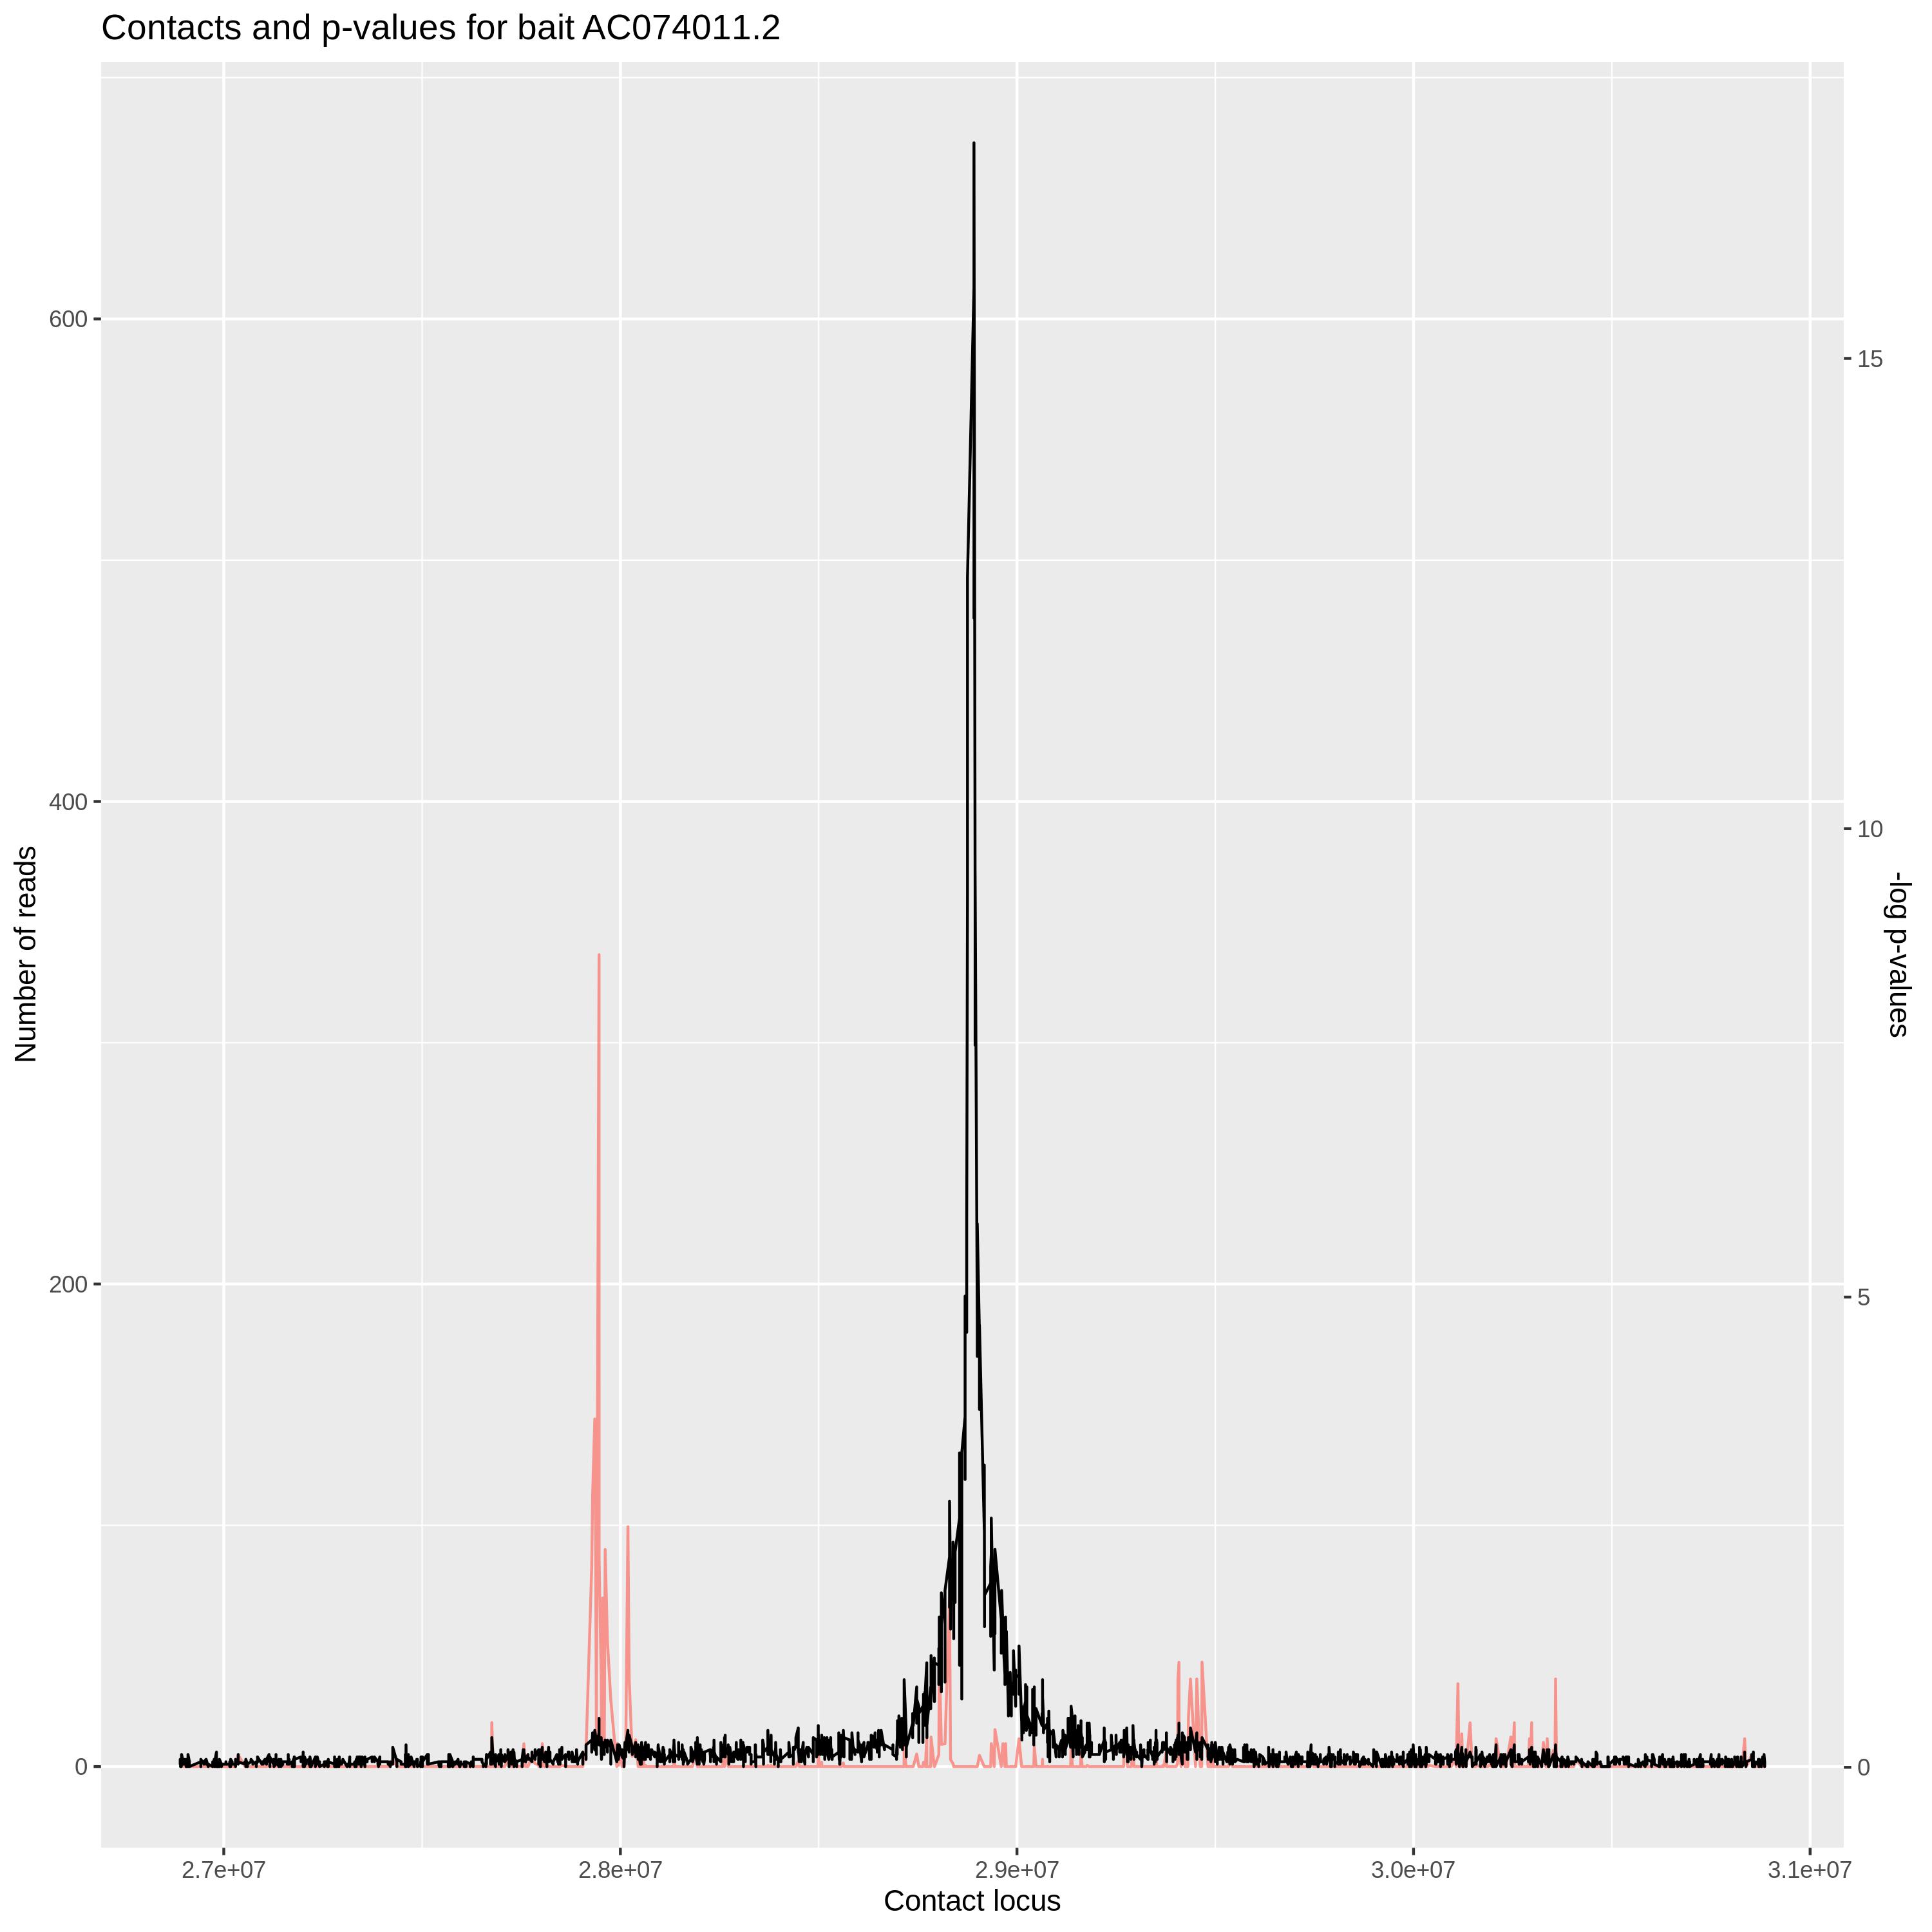 Contacts and p-values for bait AC074011.2
600
400
200
0
15
10
5
0
Number of reads
-log p-values
2.7e+07
2.8e+07
2.9e+07
3.0e+07
3.1e+07
Contact locus